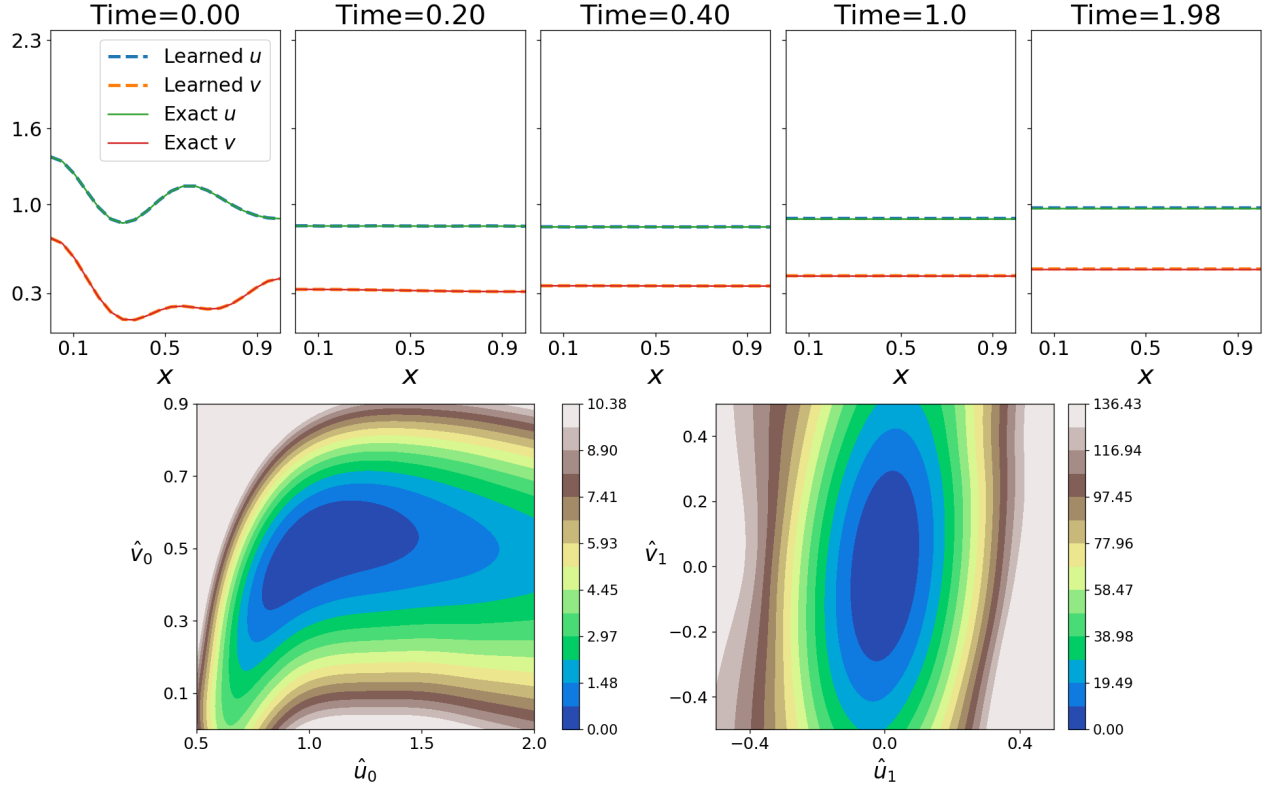 Time=0.00 Time=0.20 Time=0.40 Time=1.0 Time=1.98
2.3
1.6
1.0
0.3
Learned u
Learned v
Exact u
Exact v
0.1 0.5 0.9 0.1 0.5 0.9 0.1 0.5 0.9 0.1 0.5 0.9 0.1 0.5 0.9
x x x x x
0.9
0.7
0.5
0.3
0.1
v̂₀
0.5 1.0 1.5 2.0
û₀
10.38
8.90
7.41
5.93
4.45
2.97
1.48
0.00
0.4
0.2
0.0
−0.2
−0.4
v̂₁
−0.4 0.0 0.4
û₁
136.43
116.94
97.45
77.96
58.47
38.98
19.49
0.00